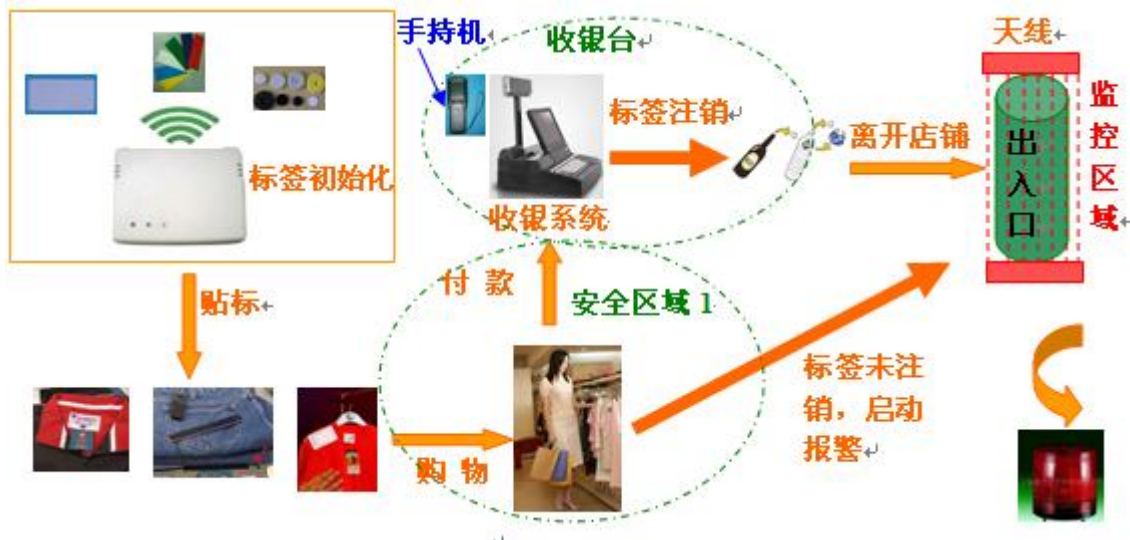 手持机
收银台
天线
监控区域
标签注销
离开店铺
出入口
标签初始化
收银系统
付 款
安全区域 1
贴标
标签未注
销，启动
报警
购 物